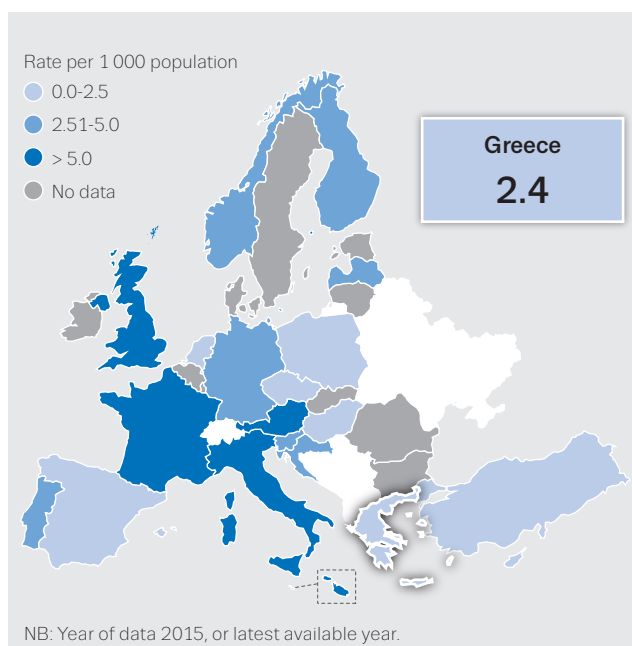 Rate per 1 000 population
0.0-2.5
2.51-5.0
> 5.0
No data
Greece
2.4
NB: Year of data 2015, or latest available year.